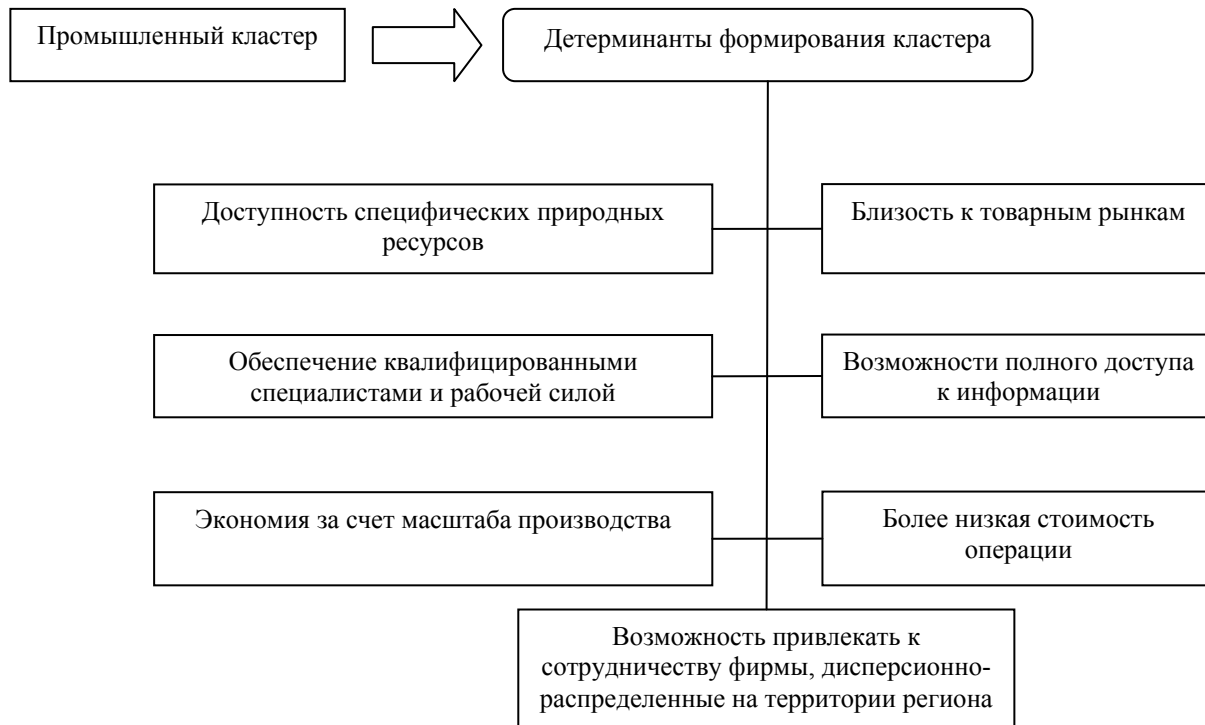 Промышленный кластер
Детерминанты формирования кластера
Доступность специфических природных
ресурсов
Близость к товарным рынкам
Обеспечение квалифицированными
специалистами и рабочей силой
Возможности полного доступа
к информации
Экономия за счет масштаба производства
Более низкая стоимость
операции
Возможность привлекать к
сотрудничеству фирмы, дисперсионно-
распределенные на территории региона